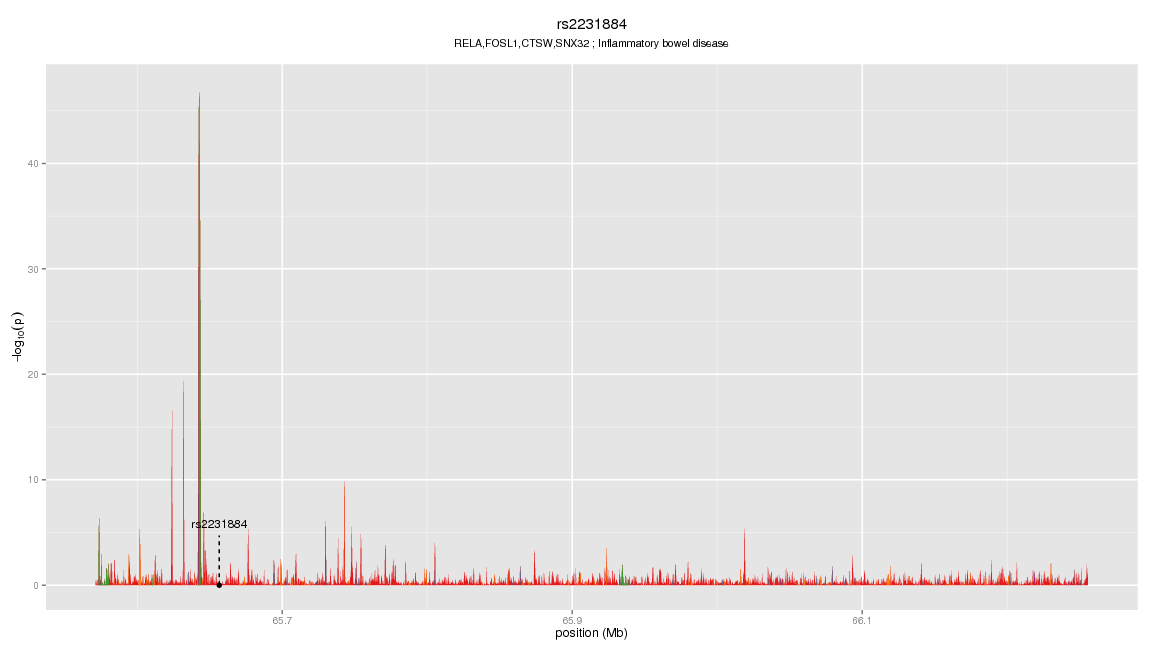 rs2231884
RELA,FOSL1,CTSW,SNX32 ; Inflammatory bowel disease
−log10(p)
40
30
20
10
0
rs2231884
65.7 65.9 66.1
position (Mb)